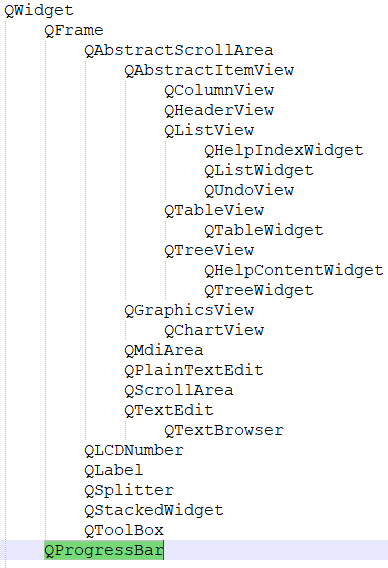 QWidget
QFrame
QAbstractScrollArea
QAbstractItemView
QColumnView
QHeaderView
QListView
QHelpIndexWidget
QListWidget
QUndoView
QTableView
QTableWidget
QTreeView
QHelpContentWidget
QTreeWidget
QGraphicsView
QChartView
QMdiArea
QPlainTextEdit
QScrollArea
QTextEdit
QTextBrowser
QLCDNumber
QLabel
QSplitter
QStackedWidget
QToolBox
QProgressBar